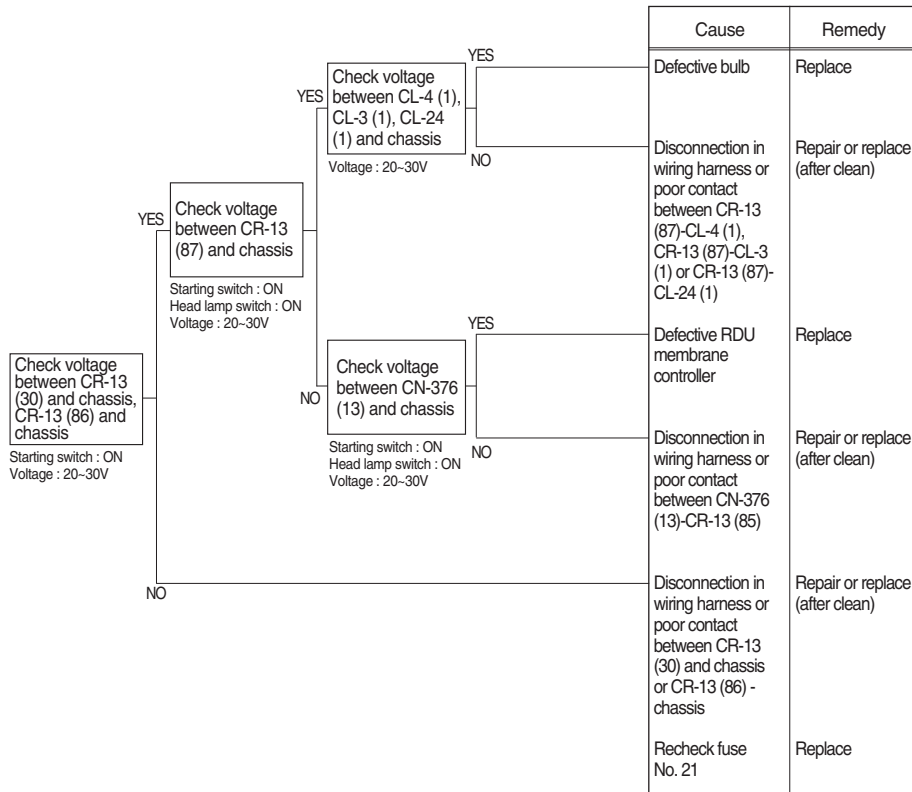 Cause
Remedy
YES
Check voltage
between CL-4 (1),
CL-3 (1), CL-24
(1) and chassis
Voltage : 20~30V
YES
Defective bulb
Replace
NO
Disconnection in
wiring harness or
poor contact
between CR-13
(87)-CL-4 (1),
CR-13 (87)-CL-3
(1) or CR-13 (87)-
CL-24 (1)
Repair or replace
(after clean)
YES
Check voltage
between CR-13
(87) and chassis
Starting switch : ON
Head lamp switch : ON
Voltage : 20~30V
NO
Check voltage
between CN-376
(13) and chassis
Starting switch : ON
Head lamp switch : ON
Voltage : 20~30V
YES
Defective RDU
membrane
controller
Replace
NO
Disconnection in
wiring harness or
poor contact
between CN-376
(13)-CR-13 (85)
Repair or replace
(after clean)
Check voltage
between CR-13
(30) and chassis,
CR-13 (86) and
chassis
Starting switch : ON
Voltage : 20~30V
NO
Disconnection in
wiring harness or
poor contact
between CR-13
(30) and chassis
or CR-13 (86) -
chassis
Repair or replace
(after clean)
Recheck fuse
No. 21
Replace